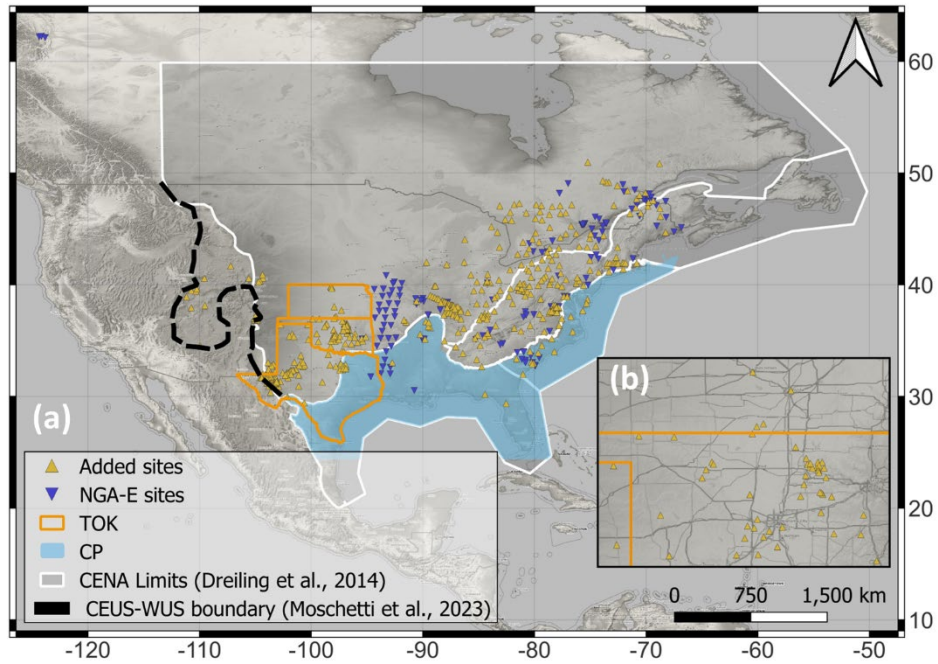 60
50
40
30
20
10
(a)
(b)
Added sites
NGA-E sites
TOK
CP
CENA Limits (Dreiling et al., 2014)
CEUS-WUS boundary (Moschetti et al., 2023)
0 750 1,500 km
-120 -110 -100 -90 -80 -70 -60 -50